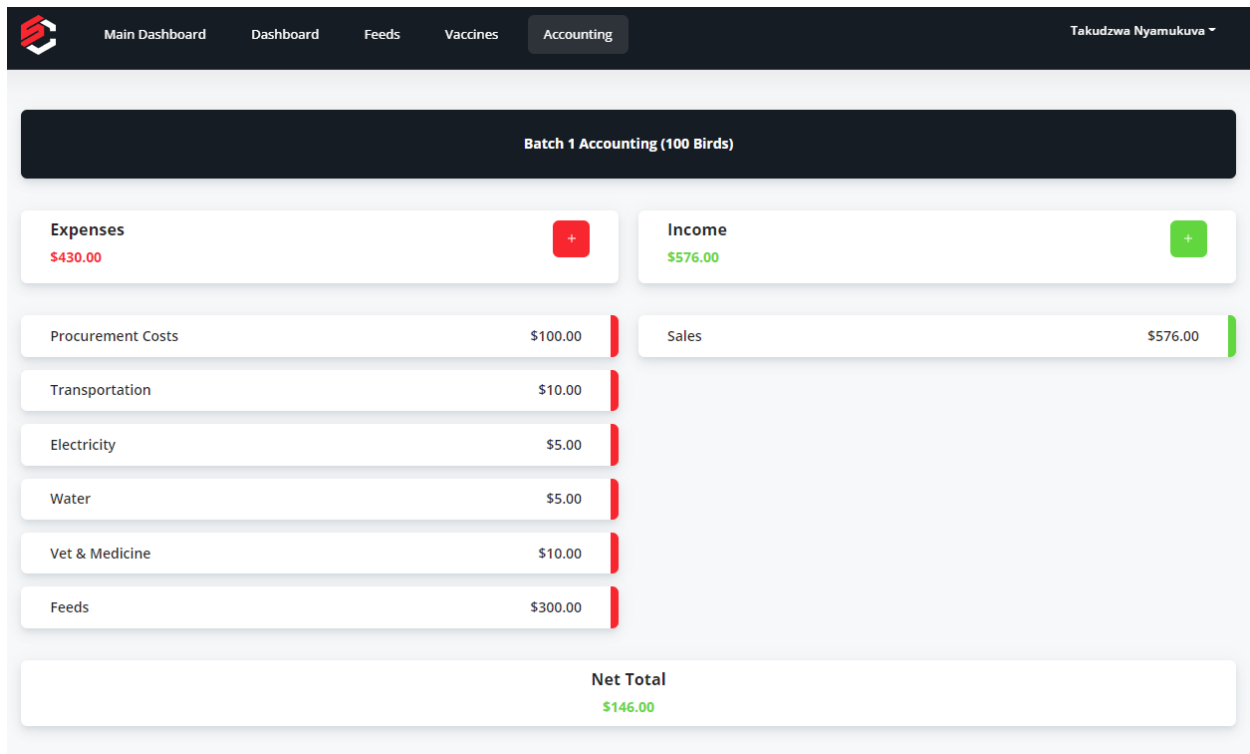 Main Dashboard Dashboard Feeds Vaccines Accounting Takudzwa Nyamukuva
Batch 1 Accounting (100 Birds)
Expenses
$430.00
+
Income
$576.00
+
Procurement Costs $100.00
Transportation $10.00
Electricity $5.00
Water $5.00
Vet & Medicine $10.00
Feeds $300.00
Sales $576.00
Net Total
$146.00